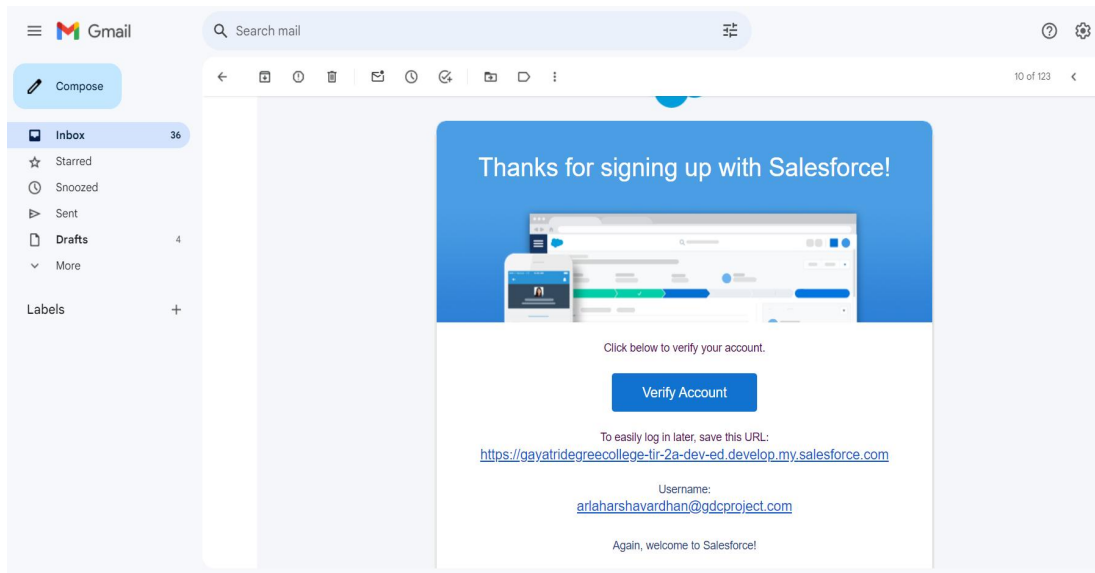 Gmail
Search mail
Compose
10 of 123
Inbox 36
Starred
Snoozed
Sent
Drafts 4
More
Labels
Thanks for signing up with Salesforce!
Click below to verify your account.
Verify Account
To easily log in later, save this URL:
https://gayatridegreecollege-tir-2a-dev-ed.develop.my.salesforce.com
Username:
arlaharshavardhan@gdcproject.com
Again, welcome to Salesforce!